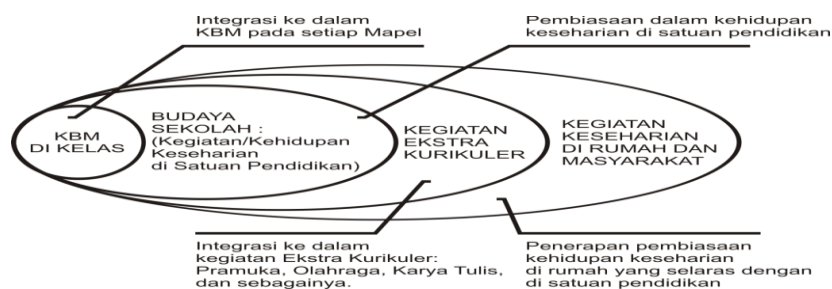 Integrasi ke dalam
KBM pada setiap Mapel
Pembiasaan dalam kehidupan
keseharian di satuan pendidikan
KBM
DI KELAS
BUDAYA
SEKOLAH :
(Kegiatan/Kehidupan
Keseharian
di Satuan Pendidikan)
KEGIATAN
EKSTRA
KURIKULER
KEGIATAN
KESEHARIAN
DI RUMAH DAN
MASYARAKAT
Integrasi ke dalam
kegiatan Ekstra Kurikuler:
Pramuka, Olahraga, Karya Tulis,
dan sebagainya.
Penerapan pembiasaan
kehidupan keseharian
di rumah yang selaras dengan
di satuan pendidikan